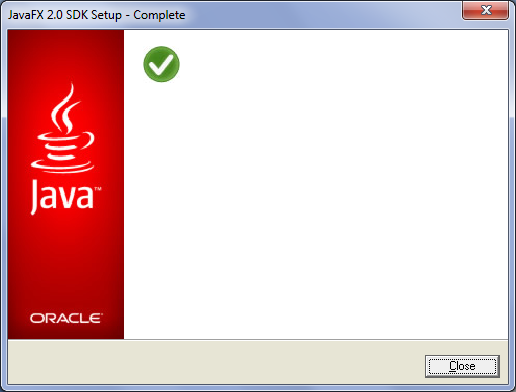 JavaFX 2.0 SDK Setup - Complete
Java™
ORACLE®
Close